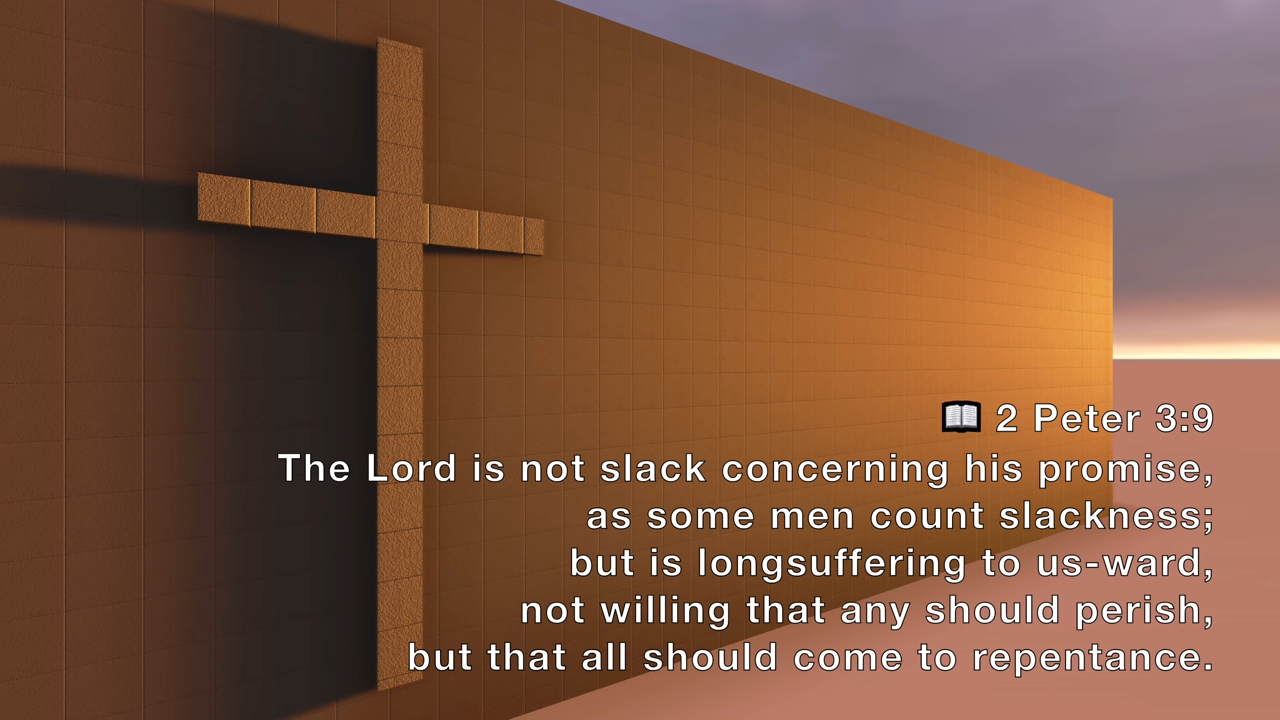 📖 2 Peter 3:9
The Lord is not slack concerning his promise,
as some men count slackness;
but is longsuffering to us-ward,
not willing that any should perish,
but that all should come to repentance.